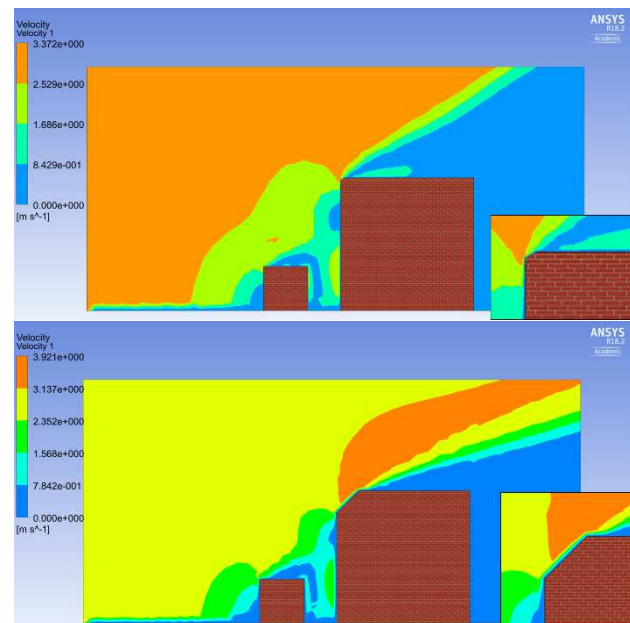 Velocity
Velocity 1
3.372e+000
2.529e+000
1.686e+000
8.429e-001
0.000e+000
[m s^-1]
ANSYS
R18.2
Academic
Velocity
Velocity 1
3.921e+000
3.137e+000
2.352e+000
1.568e+000
7.842e-001
0.000e+000
[m s^-1]
ANSYS
R18.2
Academic